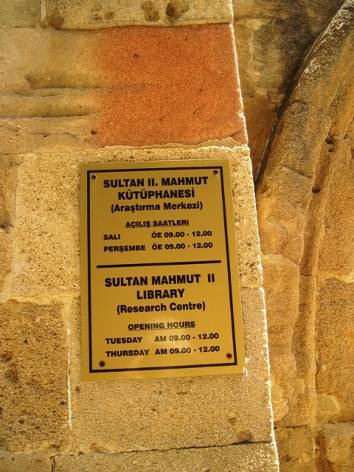 SULTAN II. MAHMUT
KÜTÜPHANESİ
(Araştırma Merkezi)
AÇILIŞ SAATLERİ
SALI ÖE 09.00 - 12.00
PERŞEMBE ÖE 09.00 - 12.00
SULTAN MAHMUT II
LIBRARY
(Research Centre)
OPENING HOURS
TUESDAY AM 09.00 - 12.00
THURSDAY AM 09.00 - 12.00